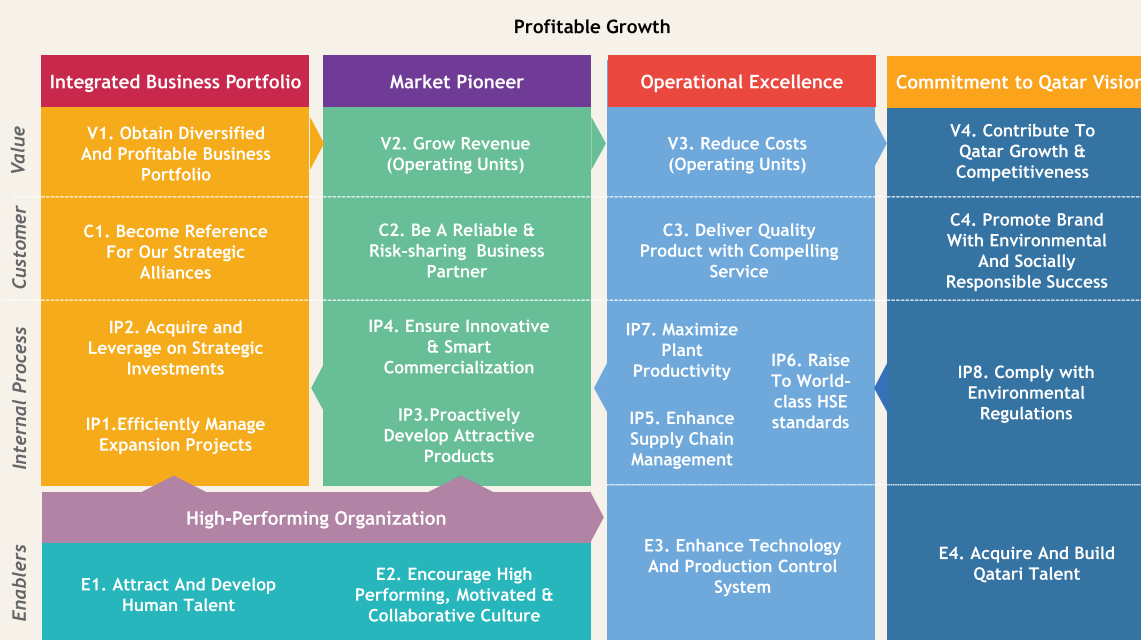 Profitable Growth
Integrated Business Portfolio
Market Pioneer
Operational Excellence
Commitment to Qatar Vision
Value
V1. Obtain Diversified
And Profitable Business
Portfolio
V2. Grow Revenue
(Operating Units)
V3. Reduce Costs
(Operating Units)
V4. Contribute To
Qatar Growth &
Competitiveness
Customer
C1. Become Reference
For Our Strategic
Alliances
C2. Be A Reliable &
Risk-sharing  Business
Partner
C3. Deliver Quality
Product with Compelling
Service
C4. Promote Brand
With Environmental
And Socially
Responsible Success
Internal Process
IP2. Acquire and
Leverage on Strategic
Investments
IP1.Efficiently Manage
Expansion Projects
IP4. Ensure Innovative
& Smart
Commercialization
IP3.Proactively
Develop Attractive
Products
IP7. Maximize
Plant
Productivity
IP5. Enhance
Supply Chain
Management
IP6. Raise
To World-
class HSE
standards
IP8. Comply with
Environmental
Regulations
High-Performing Organization
Enablers
E1. Attract And Develop
Human Talent
E2. Encourage High
Performing, Motivated &
Collaborative Culture
E3. Enhance Technology
And Production Control
System
E4. Acquire And Build
Qatari Talent